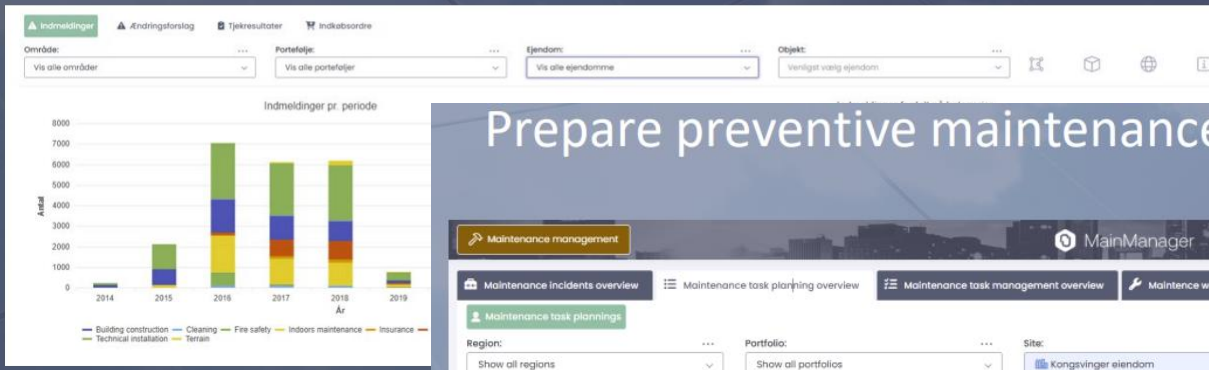 Indmeldinger Ændringsforslag Tjekresultater Indkøbsordre
Område: ... Portefølje: ... Ejendom: ... Objekt: ...
Vis alle områder Vis alle porteføljer Vis alle ejendomme Venligst vælg ejendom
Indmeldinger pr. periode
8000
7000
6000
5000
4000
3000
2000
1000
0
Antal
2014 2015 2016 2017 2018 2019
År
Building construction Cleaning Fire safety Indoors maintenance Insurance
Technical installation Terrain
Prepare preventive maintenance
Maintenance management MainManager
Maintenance incidents overview Maintenance task planning overview Maintenance task management overview Maintence w
Maintenance task plannings
Region: ... Portfolio: ... Site:
Show all regions Show all portfolios Kongsvinger eiendom